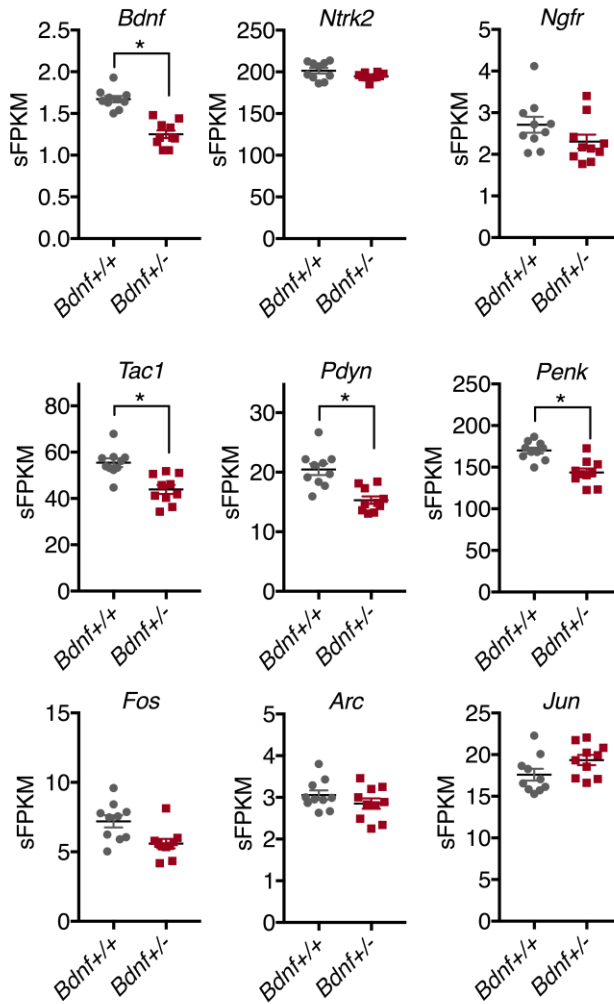 Bdnf
Ntrk2
Ngfr
*
2.0
1.5
1.0
0.5
0.0
sFPKM
Bdnf+/+
Bdnf+/-
250
200
150
100
50
0
sFPKM
Bdnf+/+
Bdnf+/-
5
4
3
2
1
sFPKM
Bdnf+/+
Bdnf+/-
Tac1
Pdyn
Penk
*
80
60
40
20
0
sFPKM
Bdnf+/+
Bdnf+/-
*
30
20
10
0
sFPKM
Bdnf+/+
Bdnf+/-
*
250
200
150
100
50
0
sFPKM
Bdnf+/+
Bdnf+/-
Fos
Arc
Jun
15
10
5
0
sFPKM
Bdnf+/+
Bdnf+/-
5
4
3
2
1
0
sFPKM
Bdnf+/+
Bdnf+/-
25
20
15
10
5
0
sFPKM
Bdnf+/+
Bdnf+/-